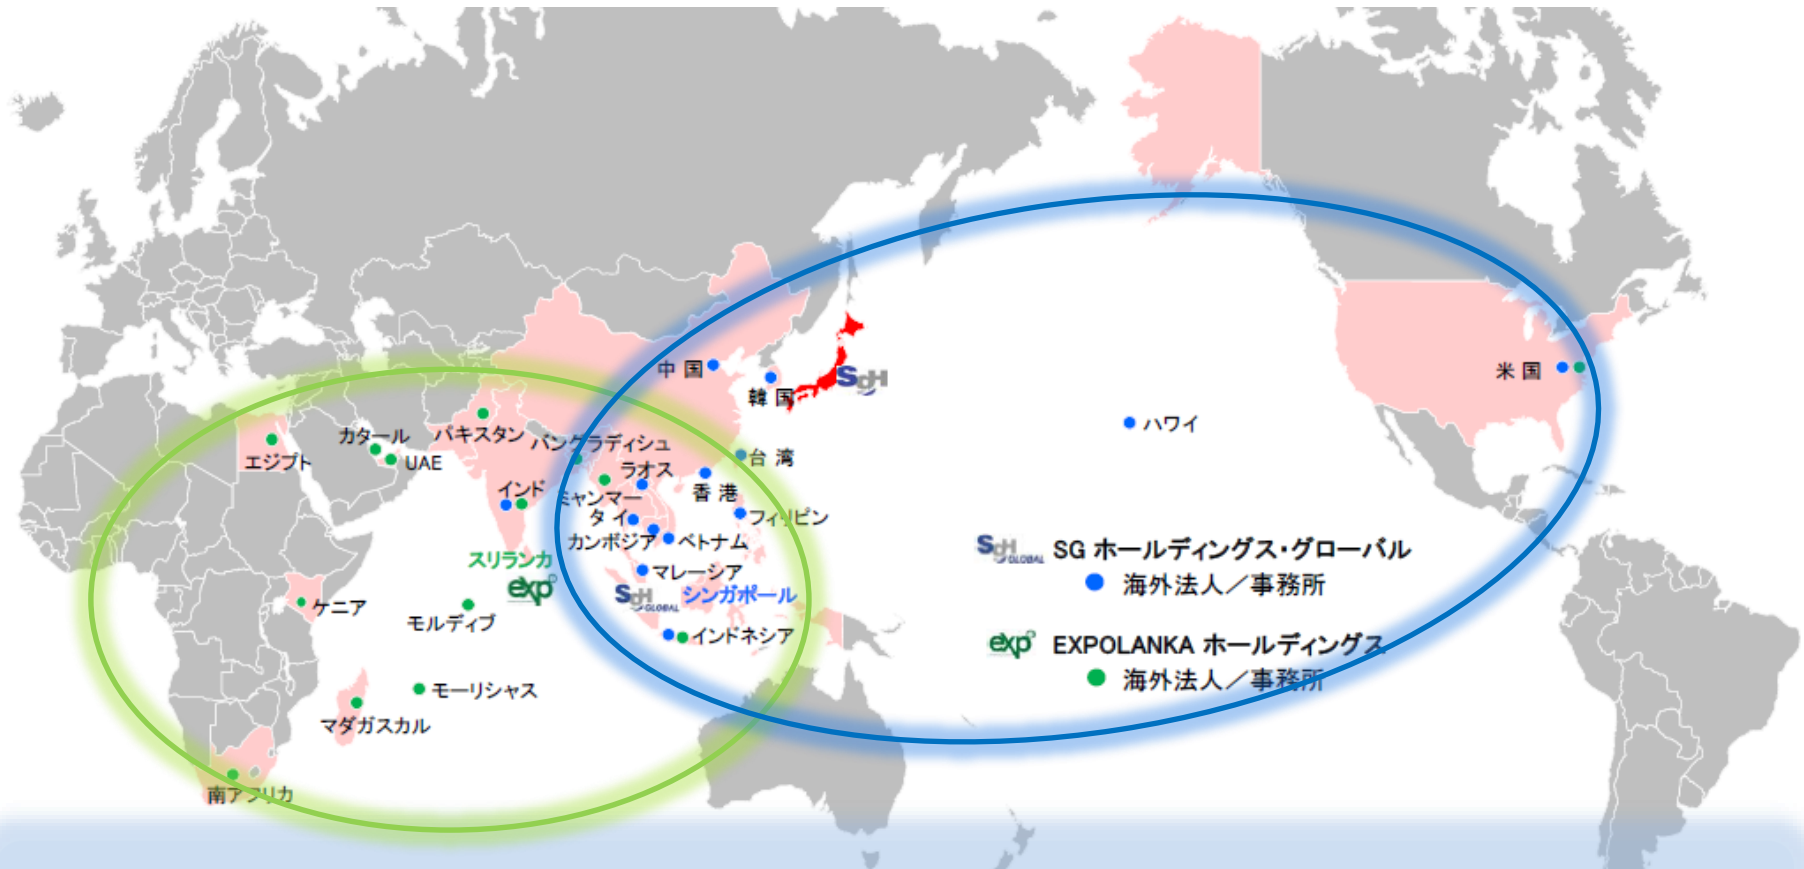 中国
韓国
SGH
米国
ハワイ
カタール
パキスタン
バングラディシュ
エジプト
UAE
台湾
ラオス
香港
インド
ミャンマー
タイ
フィリピン
カンボジア
ベトナム
スリランカ
exp
マレーシア
SGH GLOBAL
シンガポール
ケニア
モルディブ
インドネシア
モーリシャス
マダガスカル
南アフリカ
SGH GLOBAL SG ホールディングス・グローバル
海外法人／事務所
exp EXPOLANKA ホールディングス
海外法人／事務所